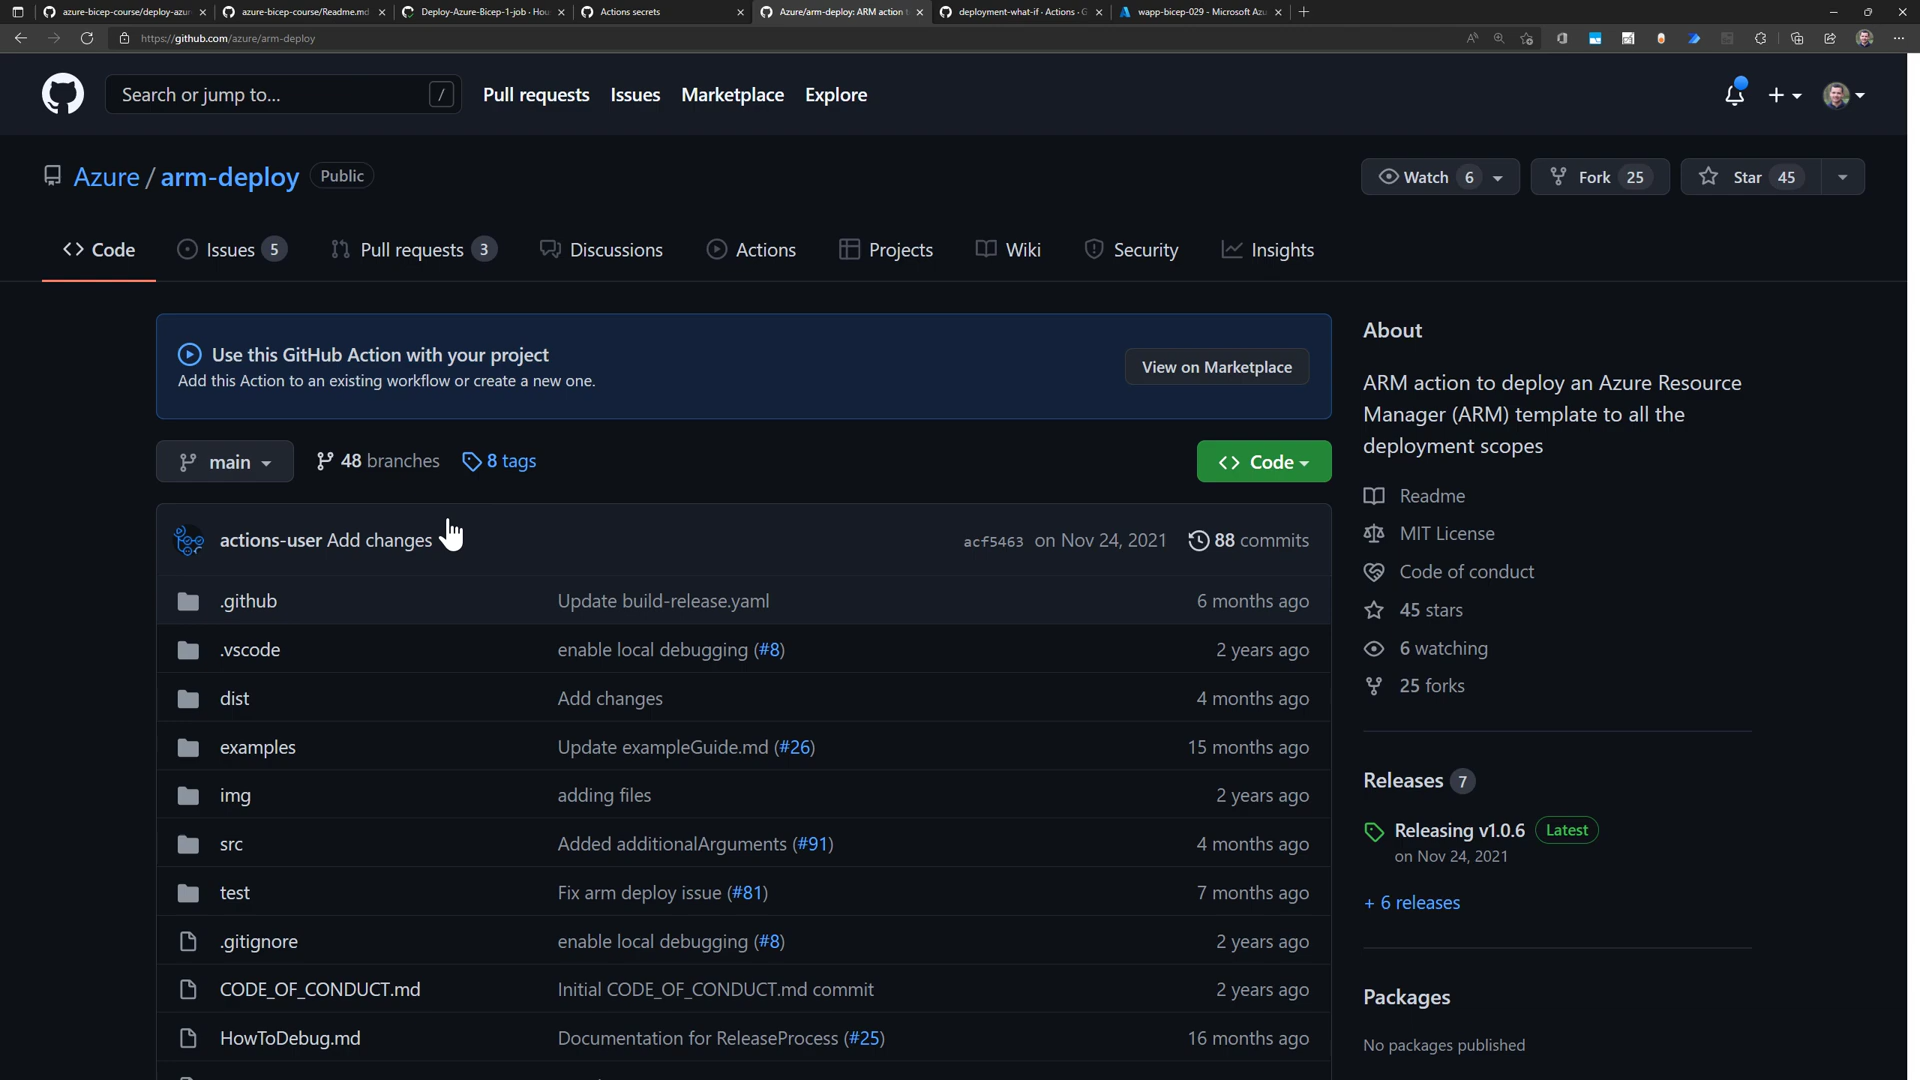 azure-bicep-course/deploy-azur
azure-bicep-course/Readme.md
Deploy-Azure-Bicep-1-job · Hou
Actions secrets
Azure/arm-deploy: ARM action t
deployment-what-if · Actions · G
wapp-bicep-029 - Microsoft Azu
https://github.com/azure/arm-deploy
Search or jump to...
/
Pull requests
Issues
Marketplace
Explore
Azure / arm-deploy
Public
Watch 6
Fork 25
Star 45
Code
Issues 5
Pull requests 3
Discussions
Actions
Projects
Wiki
Security
Insights
Use this GitHub Action with your project
Add this Action to an existing workflow or create a new one.
View on Marketplace
main
48 branches
8 tags
Code
actions-user Add changes
acf5463 on Nov 24, 2021
88 commits
.github
Update build-release.yaml
6 months ago
.vscode
enable local debugging (#8)
2 years ago
dist
Add changes
4 months ago
examples
Update exampleGuide.md (#26)
15 months ago
img
adding files
2 years ago
src
Added additionalArguments (#91)
4 months ago
test
Fix arm deploy issue (#81)
7 months ago
.gitignore
enable local debugging (#8)
2 years ago
CODE_OF_CONDUCT.md
Initial CODE_OF_CONDUCT.md commit
2 years ago
HowToDebug.md
Documentation for ReleaseProcess (#25)
16 months ago
About
ARM action to deploy an Azure Resource
Manager (ARM) template to all the
deployment scopes
Readme
MIT License
Code of conduct
45 stars
6 watching
25 forks
Releases 7
Releasing v1.0.6 Latest
on Nov 24, 2021
+ 6 releases
Packages
No packages published